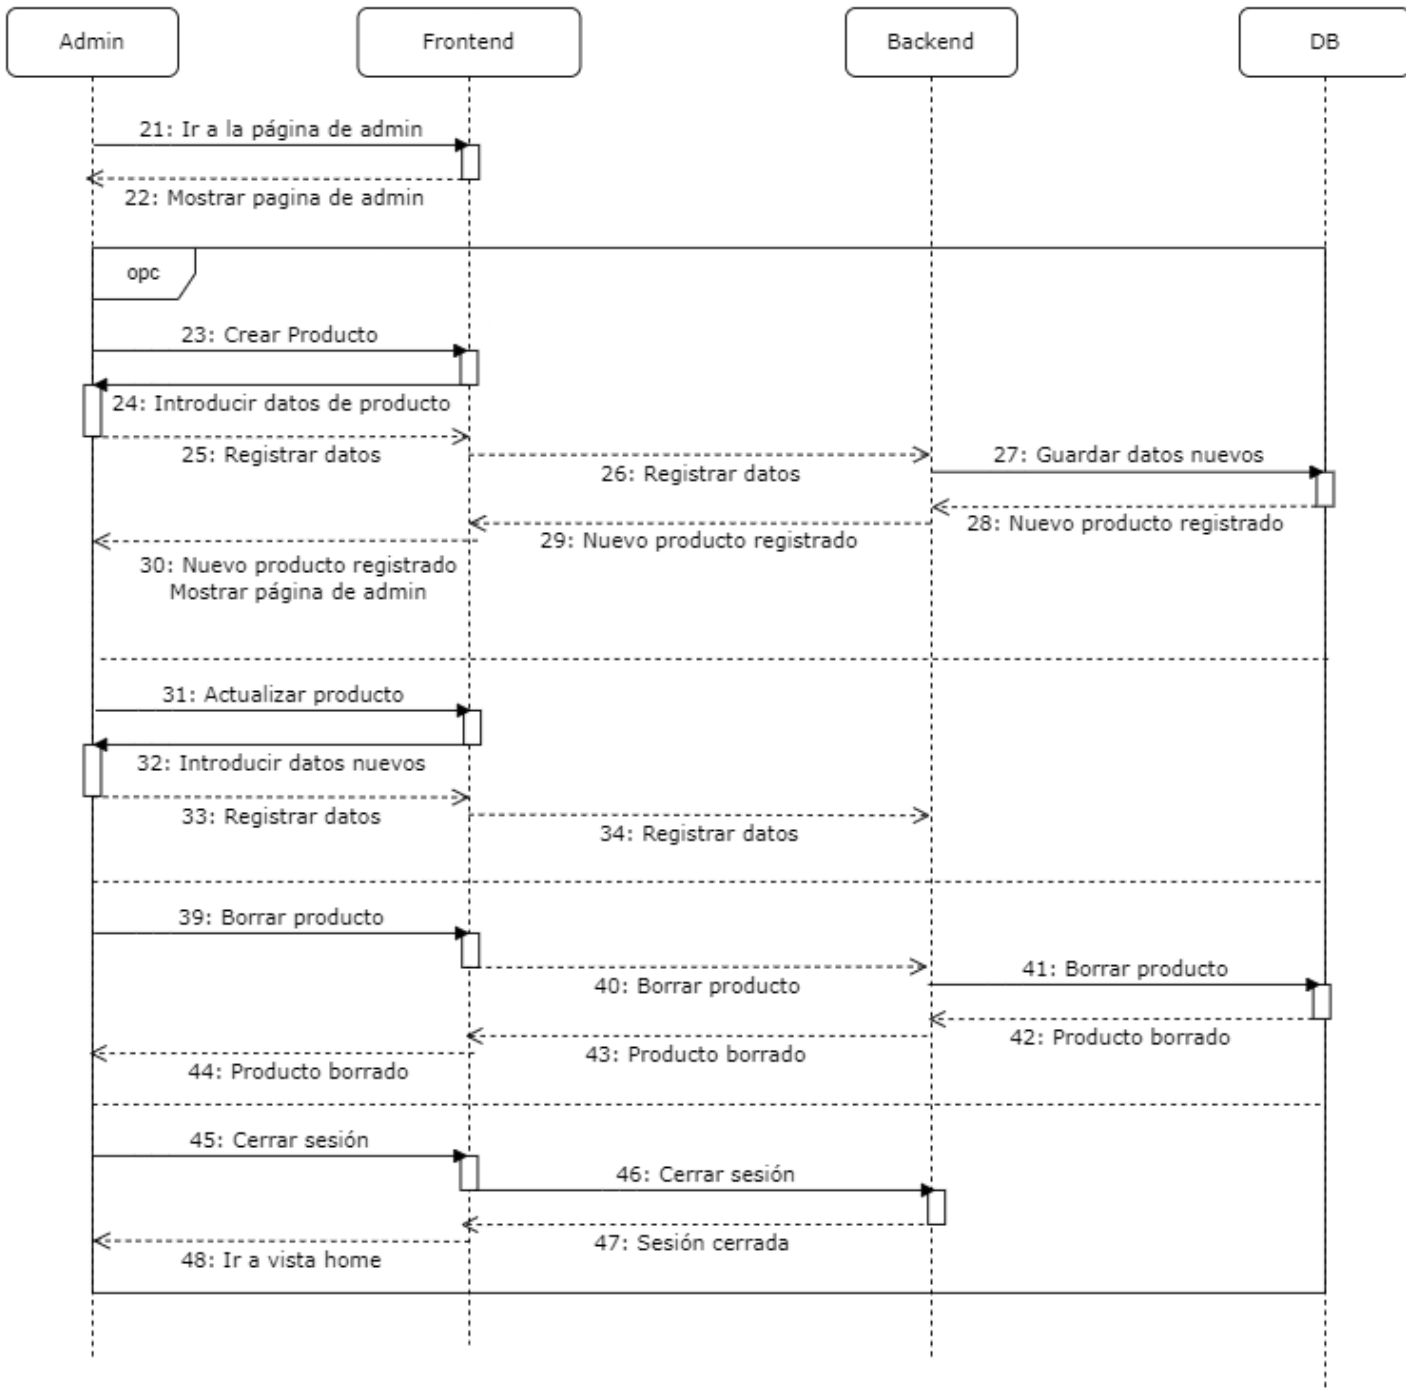 Admin
Frontend
Backend
DB
21: Ir a la página de admin
22: Mostrar pagina de admin
opc
23: Crear Producto
24: Introducir datos de producto
25: Registrar datos
26: Registrar datos
27: Guardar datos nuevos
28: Nuevo producto registrado
29: Nuevo producto registrado
30: Nuevo producto registrado
Mostrar página de admin
31: Actualizar producto
32: Introducir datos nuevos
33: Registrar datos
34: Registrar datos
39: Borrar producto
40: Borrar producto
41: Borrar producto
42: Producto borrado
43: Producto borrado
44: Producto borrado
45: Cerrar sesión
46: Cerrar sesión
47: Sesión cerrada
48: Ir a vista home